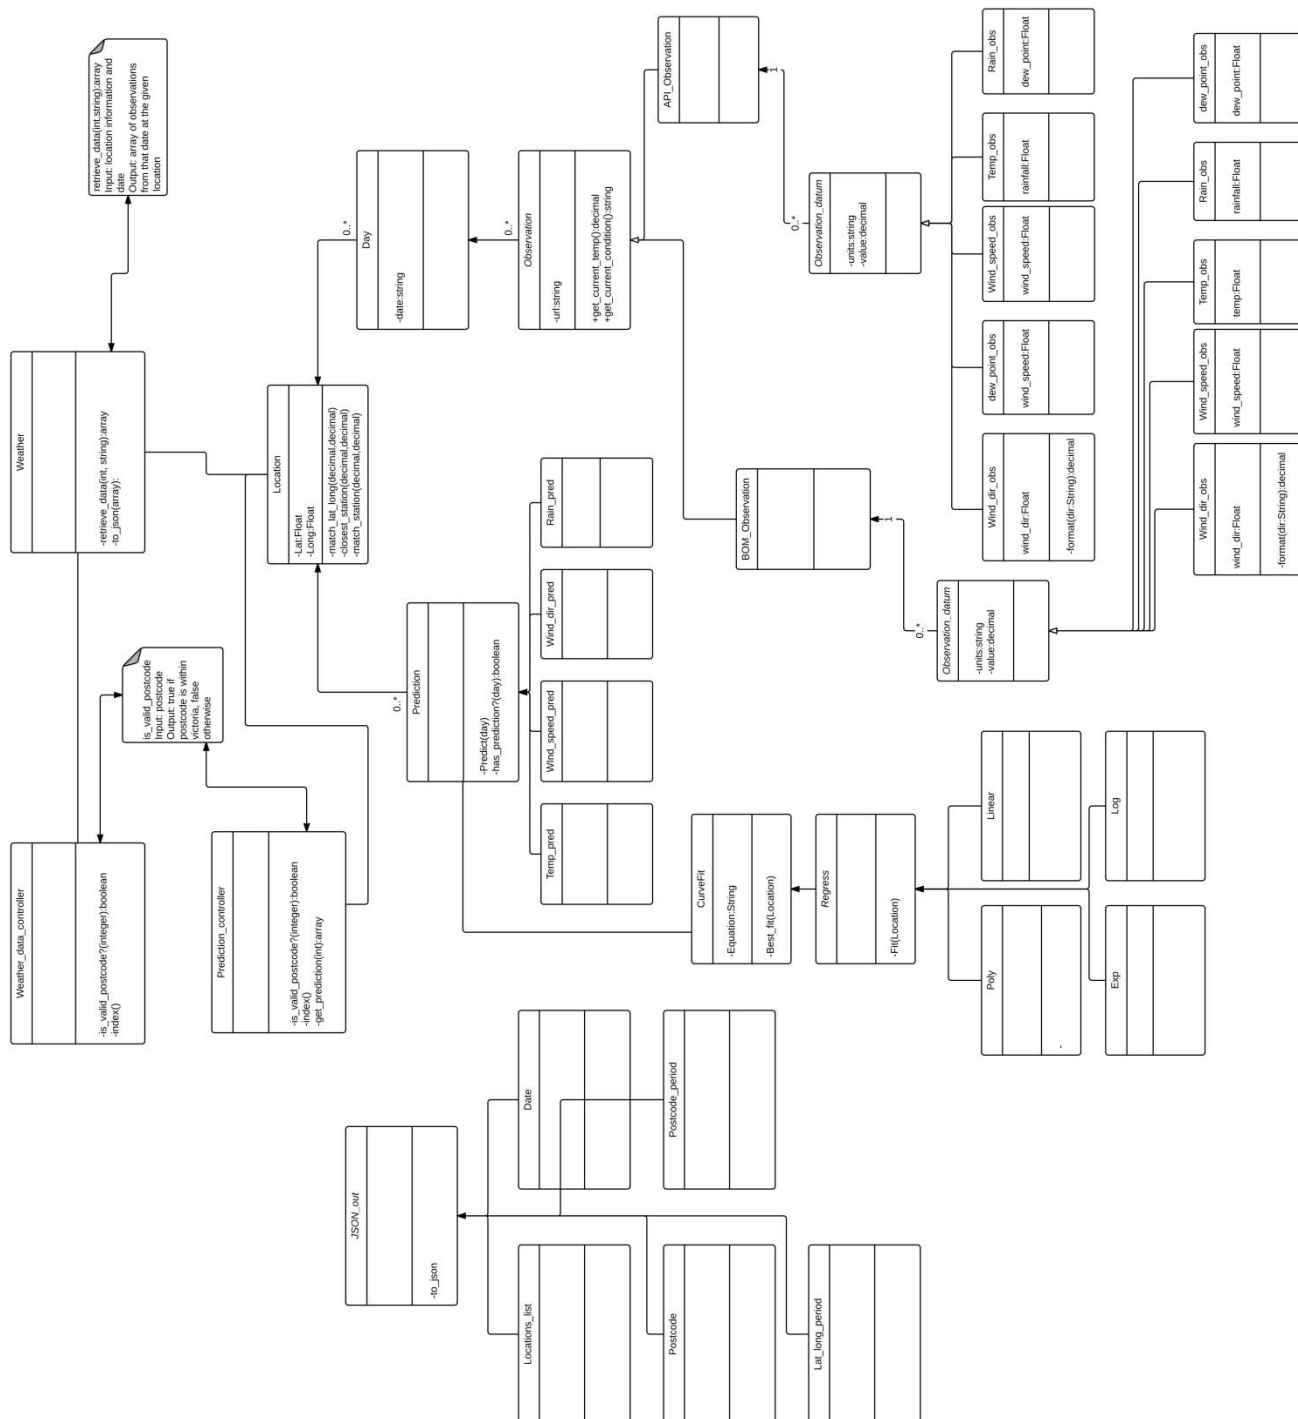 Weather_data_controller
-is_valid_postcode?(integer):boolean
-index()
Weather
-retrieve_data(int, string):array
-to_json(array):
retrieve_data(int,string):array
Input: location information and
date
Output: array of observations
from that date at the given
location
is_valid_postcode
Input: postcode
Output: true if
postcode is within
victoria, false
otherwise
Prediction_controller
-is_valid_postcode?(integer):boolean
-index()
-get_prediction(int):array
Location
-Lat:Float
-Long:Float
-match_lat_long(decimal,decimal)
-closest_station(decimal,decimal)
-match_station(decimal,decimal)
0..*
Day
-date:string
0..*
Prediction
-Predict(day)
-has_prediction?(day):boolean
0..*
Observation
-url:string
+get_current_temp():decimal
+get_current_condition():string
JSON_out
-to_json
Locations_list
Date
Postcode
Postcode_period
Lat_long_period
Temp_pred
WInd_speed_pred
Wind_dir_pred
Rain_pred
CurveFit
-Equation:String
-Best_fit(Location)
Regress
-Fit(Location)
Poly
-
Linear
Exp
Log
API_Observation
1
0..*
Observation_datum
-units:string
-value:decimal
Wind_dir_obs
wind_dir:Float
-format(dir:String):decimal
dew_point_obs
wind_speed:Float
Wind_speed_obs
wind_speed:Float
Temp_obs
rainfall:Float
Rain_obs
dew_point:Float
BOM_Observation
1
0..*
Observation_datum
-units:string
-value:decimal
Wind_dir_obs
wind_dir:Float
-format(dir:String):decimal
Wind_speed_obs
wind_speed:Float
Temp_obs
temp:Float
Rain_obs
rainfall:Float
dew_point_obs
dew_point:Float